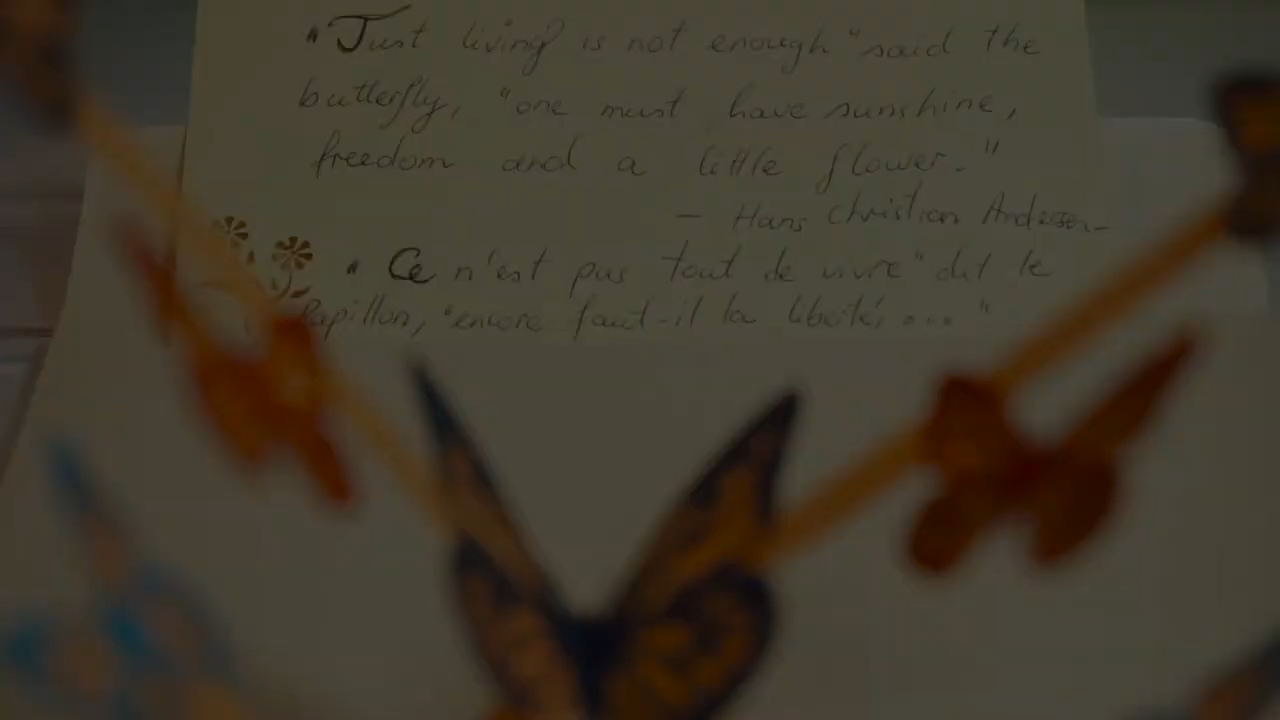 "Just living is not enough" said the
butterfly, "one must have sunshine,
freedom and a little flower."
— Hans Christian Andersen
"Ce n'est pas tout de vivre" dit le
Papillon, "encore faut-il la liberté, ... "